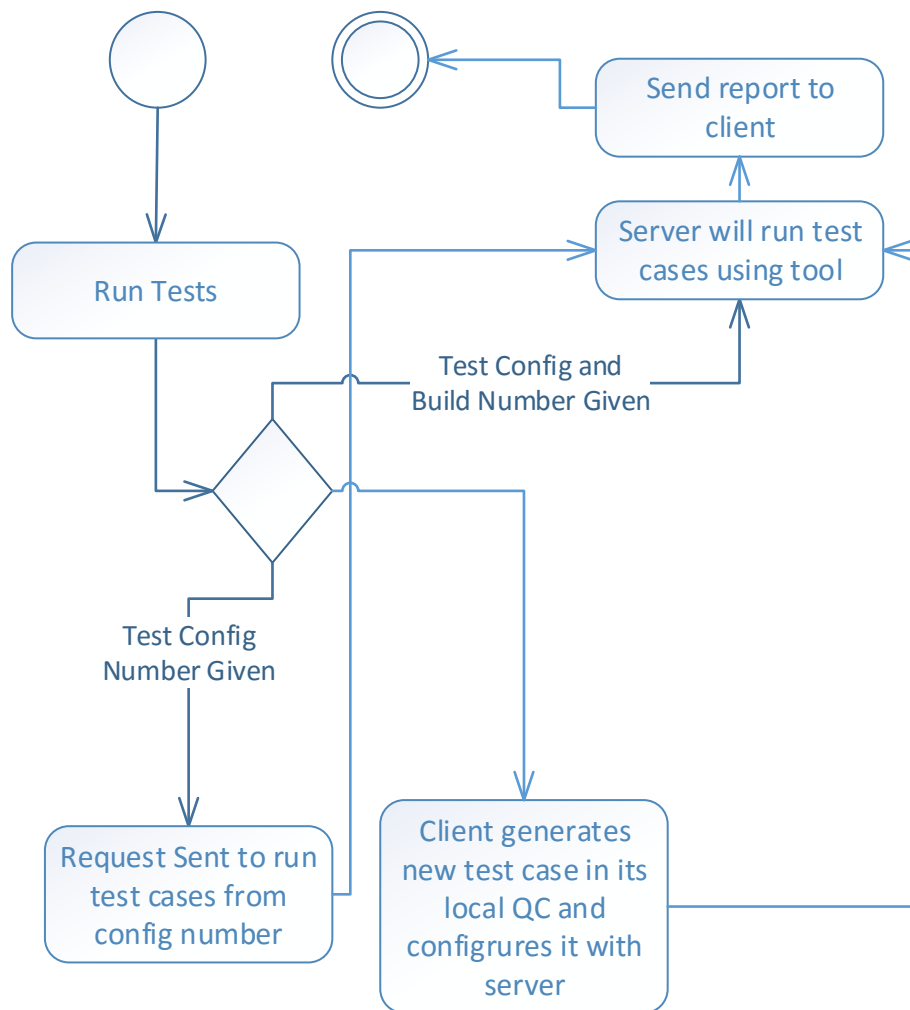 Send report to
client
Server will run test
cases using tool
Run Tests
Test Config and
Build Number Given
Test Config
Number Given
Request Sent to run
test cases from
config number
Client generates
new test case in its
local QC and
configrures it with
server